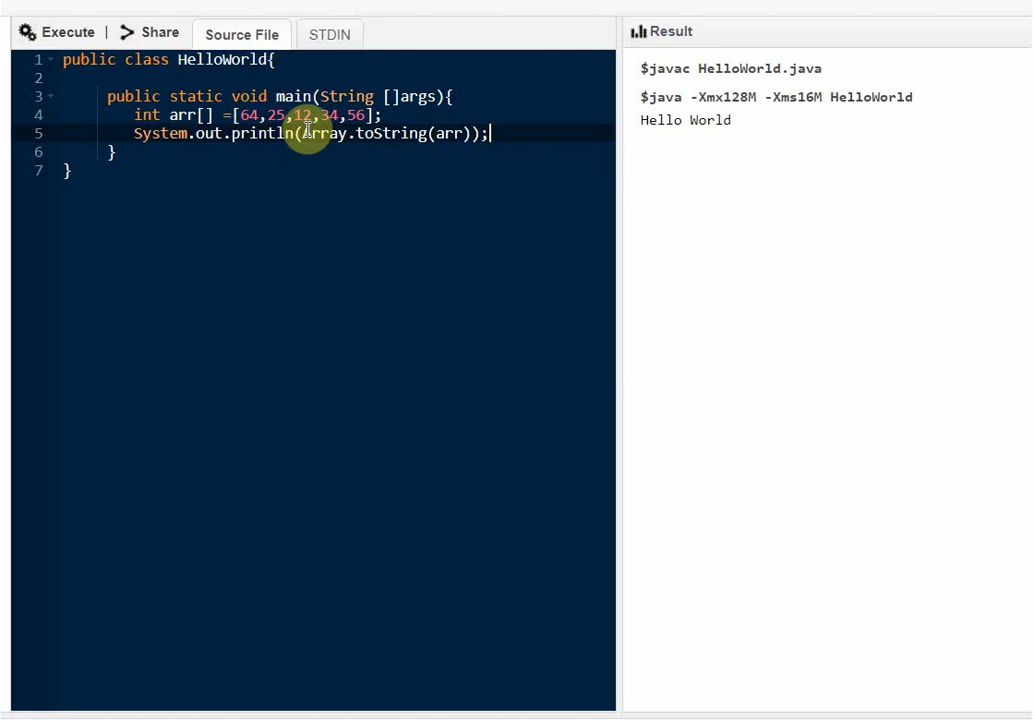 Execute | Share Source File STDIN
Result
1 public class HelloWorld{
2
3 public static void main(String []args){
4 int arr[] =[64,25,12,34,56];
5 System.out.println(Array.toString(arr));
6 }
7 }
$javac HelloWorld.java
$java -Xmx128M -Xms16M HelloWorld
Hello World